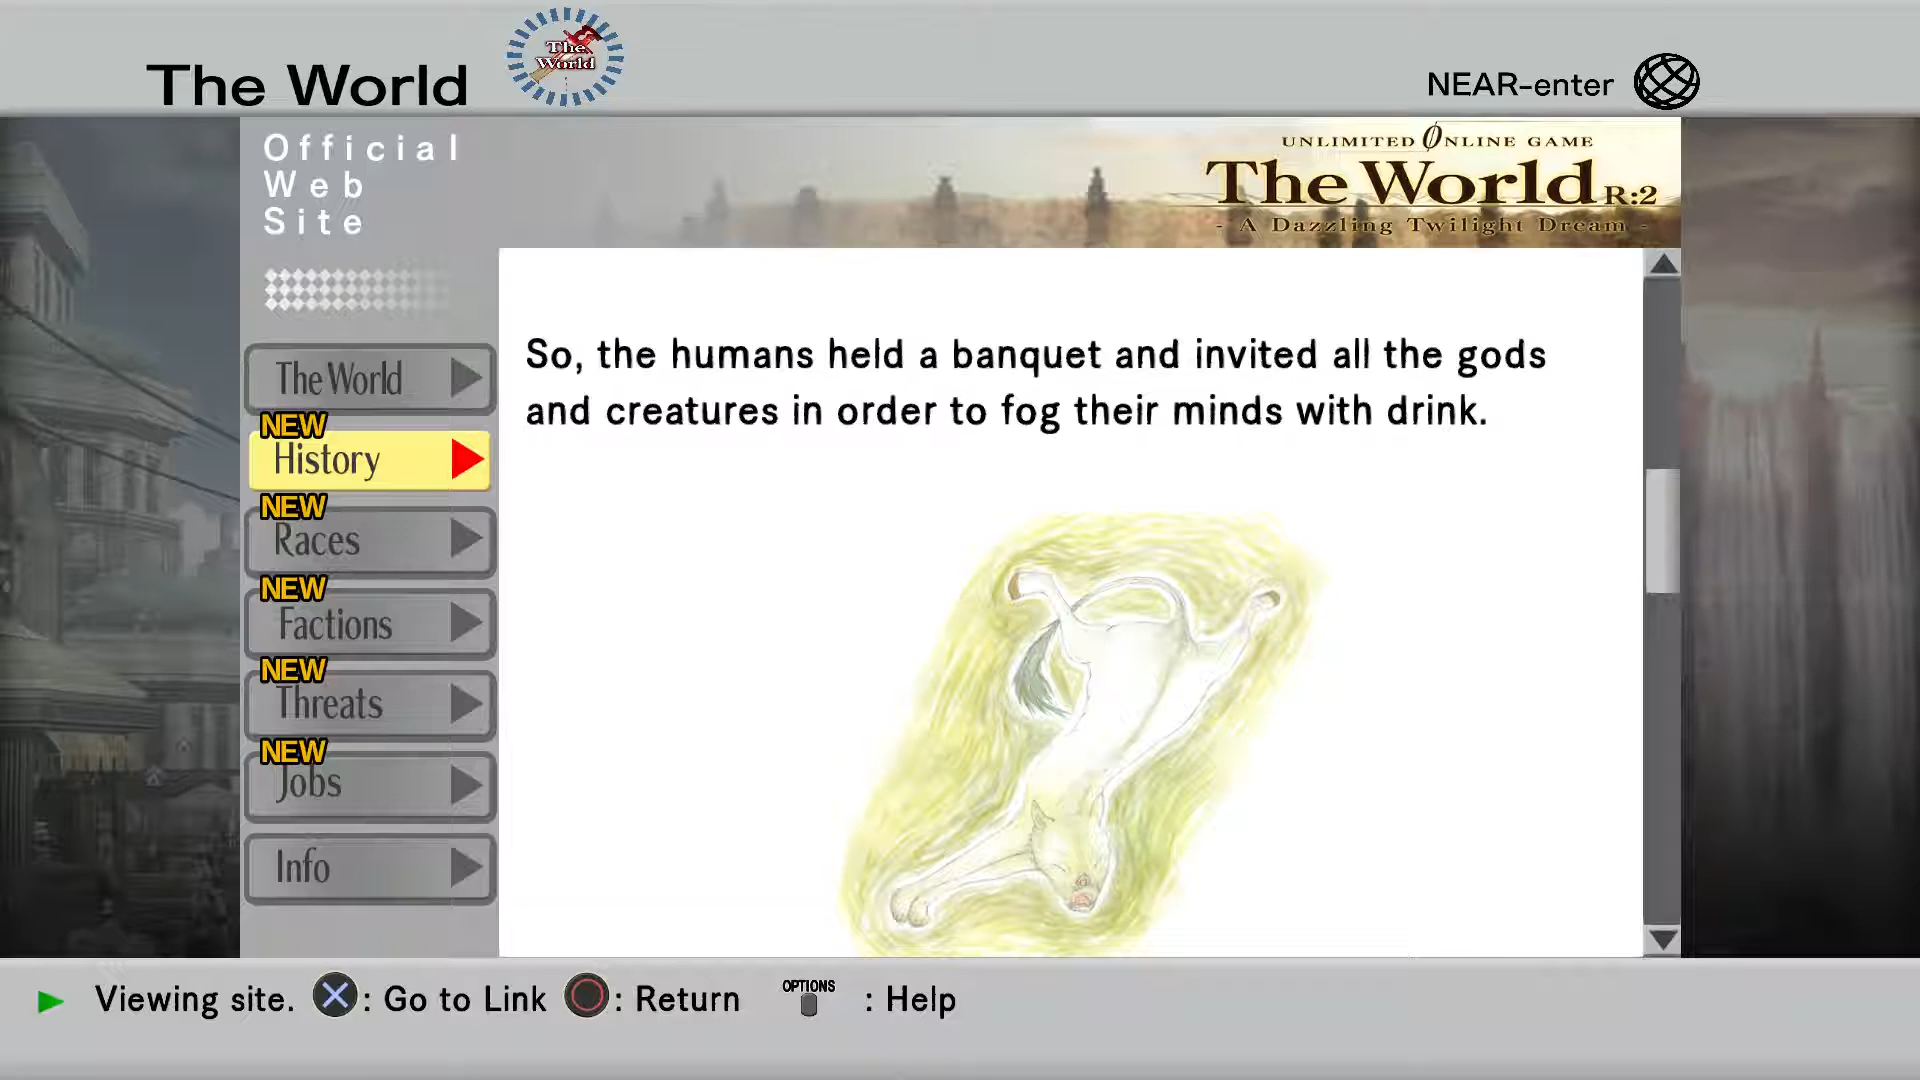 The World
The
World
NEAR-enter
Official
Web
Site
UNLIMITED ONLINE GAME
The World R:2
- A Dazzling Twilight Dream -
The World
NEW
History
NEW
Races
NEW
Factions
NEW
Threats
NEW
Jobs
Info
So, the humans held a banquet and invited all the gods
and creatures in order to fog their minds with drink.
Viewing site. : Go to Link : Return OPTIONS : Help